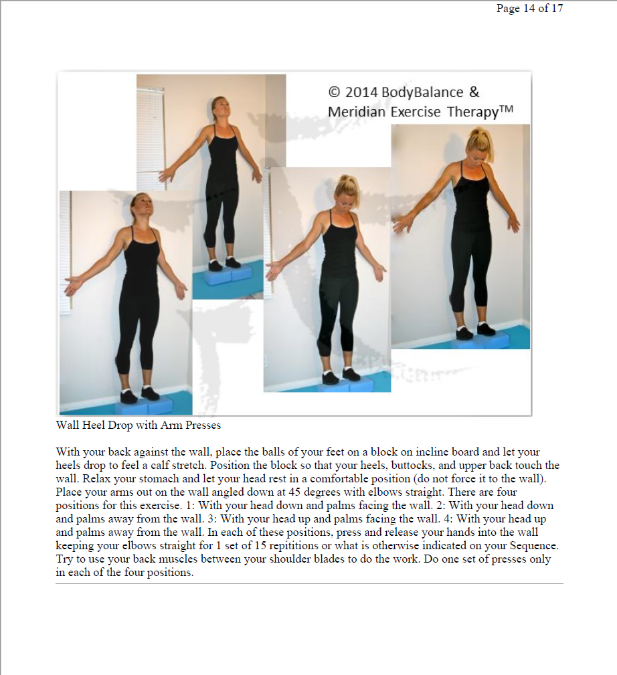 Page 14 of 17
© 2014 BodyBalance &
Meridian Exercise Therapy™
Wall Heel Drop with Arm Presses
With your back against the wall, place the balls of your feet on a block on incline board and let your
heels drop to feel a calf stretch. Position the block so that your heels, buttocks, and upper back touch the
wall. Relax your stomach and let your head rest in a comfortable position (do not force it to the wall).
Place your arms out on the wall angled down at 45 degrees with elbows straight. There are four
positions for this exercise. 1: With your head down and palms facing the wall. 2: With your head down
and palms away from the wall. 3: With your head up and palms facing the wall. 4: With your head up
and palms away from the wall. In each of these positions, press and release your hands into the wall
keeping your elbows straight for 1 set of 15 repititions or what is otherwise indicated on your Sequence.
Try to use your back muscles between your shoulder blades to do the work. Do one set of presses only
in each of the four positions.